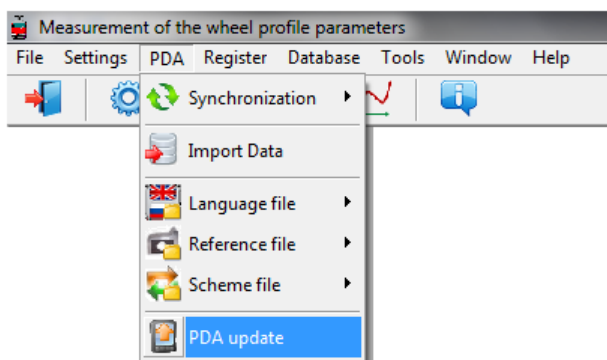 Measurement of the wheel profile parameters
File Settings PDA Register Database Tools Window Help
Synchronization
Import Data
Language file
Reference file
Scheme file
PDA update